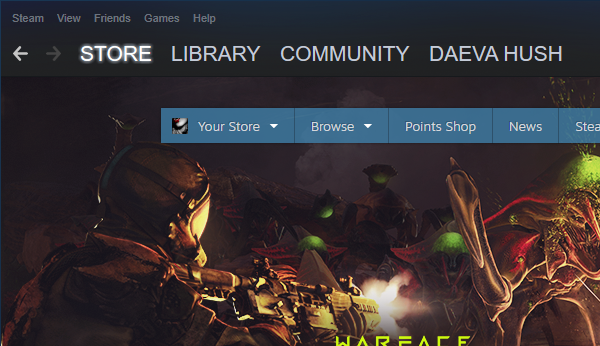 Steam View Friends Games Help
STORE LIBRARY COMMUNITY DAEVA HUSH
Your Store Browse Points Shop News Stea
WARFACE